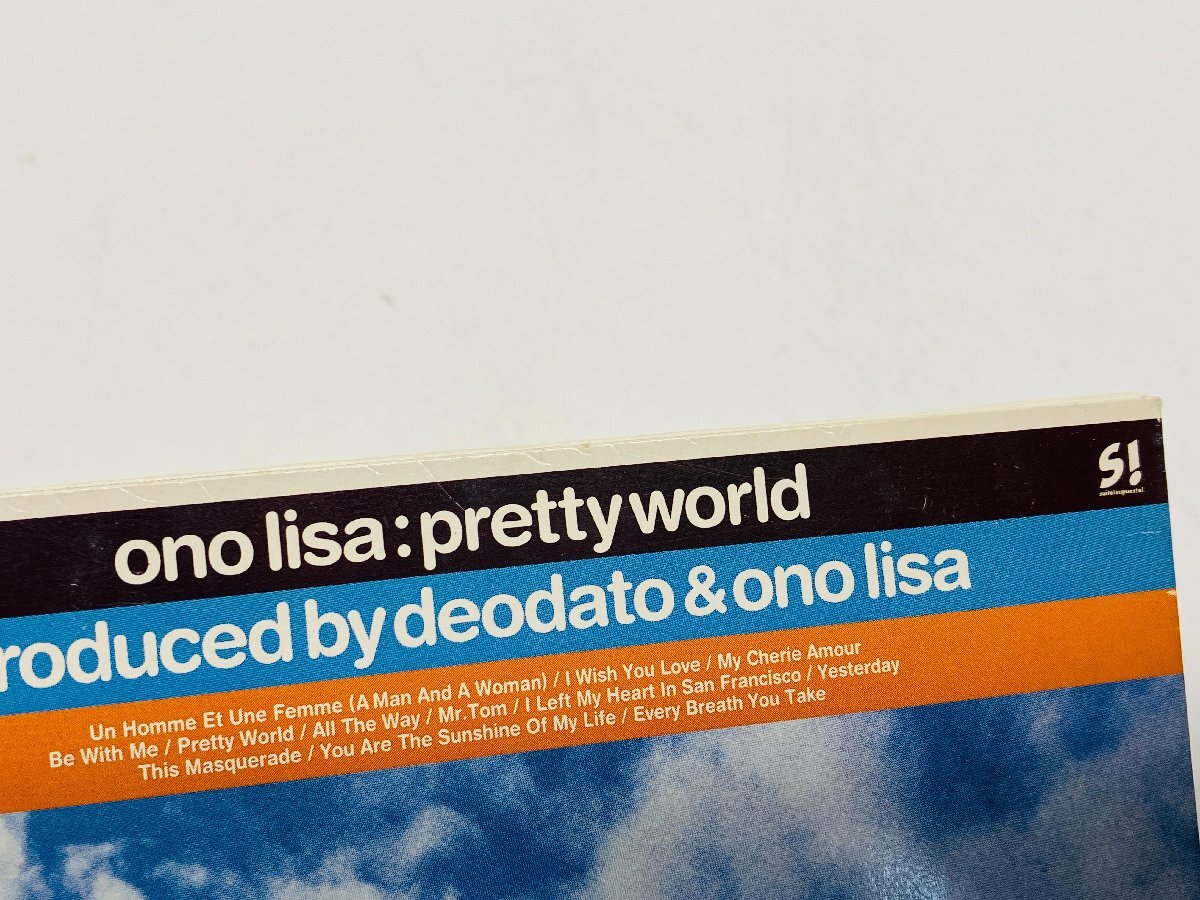 ono lisa:pretty world
S!
suite!supuesto!
roduced by deodato & ono lisa
Un Homme Et Une Femme (A Man And A Woman) / I Wish You Love / My Cherie Amour
Be With Me / Pretty World / All The Way / Mr.Tom / I Left My Heart In San Francisco / Yesterday
This Masquerade / You Are The Sunshine Of My Life / Every Breath You Take